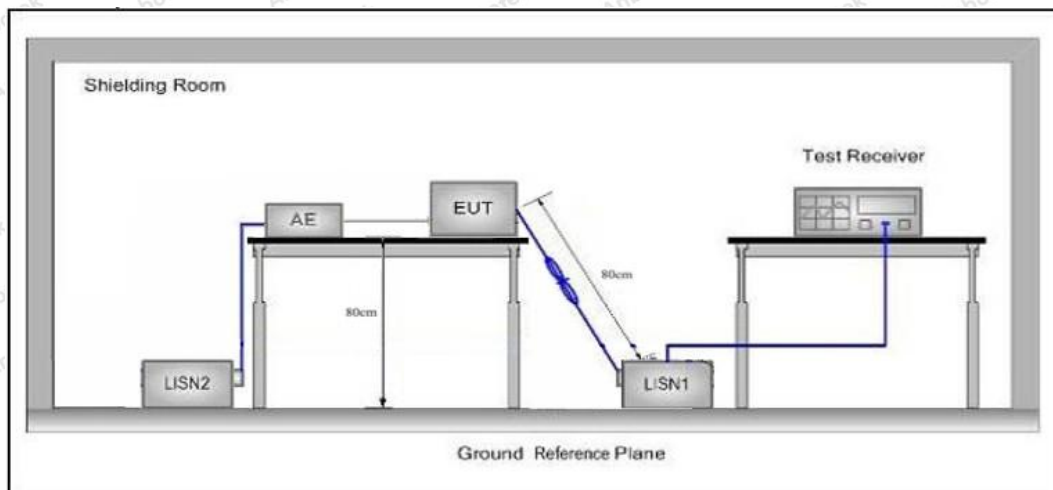 Shielding Room
Test Receiver
AE
EUT
80cm
80cm
LISN2
LISN1
Ground Reference Plane